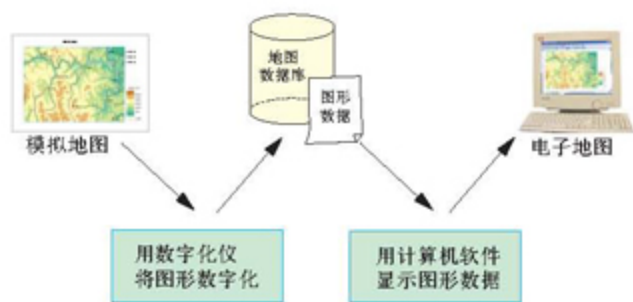 地图
数据库
图形
数据
模拟地图
电子地图
用数字化仪
将图形数字化
用计算机软件
显示图形数据